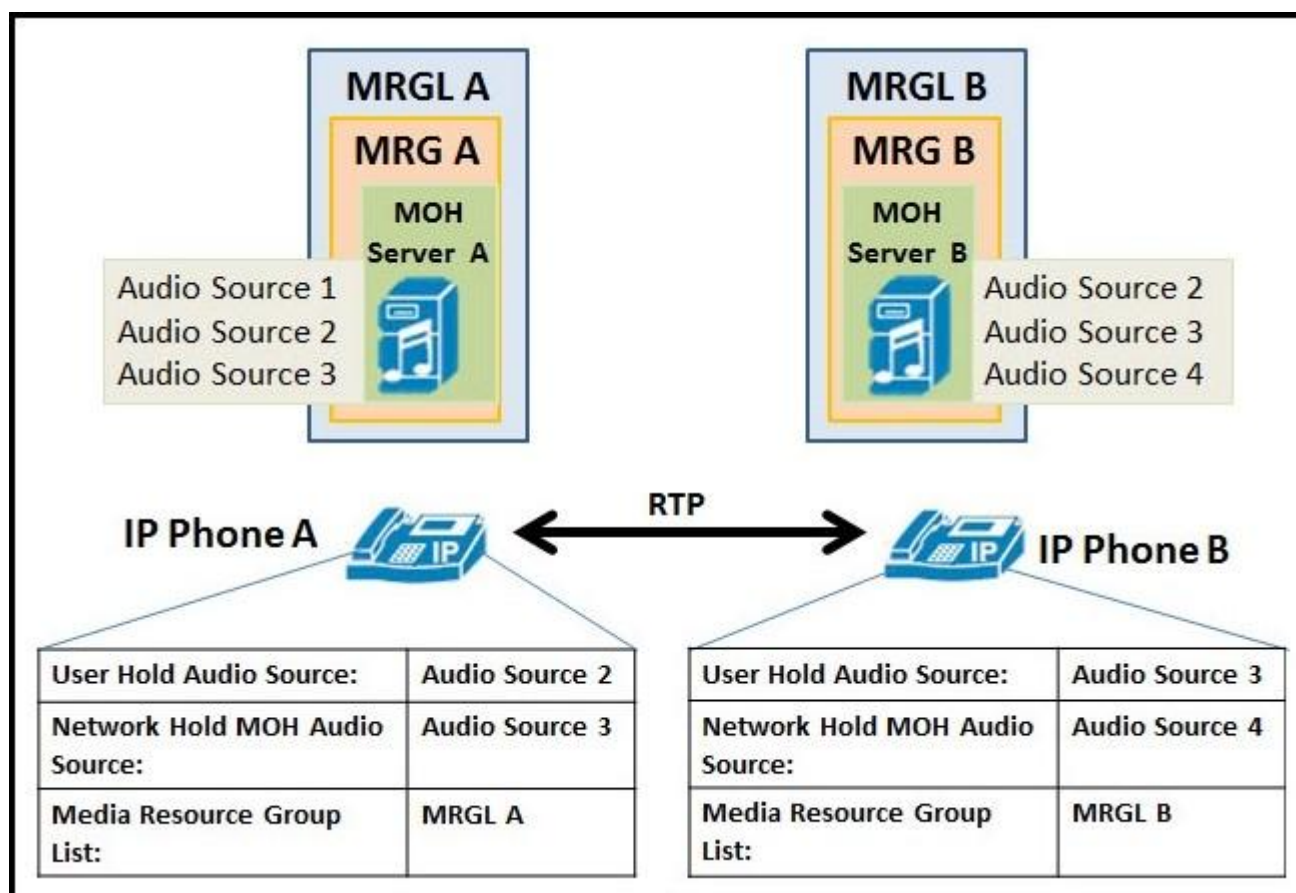 MRGL A
MRG A
MOH
Server A
Audio Source 1
Audio Source 2
Audio Source 3
MRGL B
MRG B
MOH
Server B
Audio Source 2
Audio Source 3
Audio Source 4
IP Phone A
IP
RTP
IP
IP Phone B
User Hold Audio Source: Audio Source 2
Network Hold MOH Audio Audio Source 3
Source:
Media Resource Group MRGL A
List:
User Hold Audio Source: Audio Source 3
Network Hold MOH Audio Audio Source 4
Source:
Media Resource Group MRGL B
List: